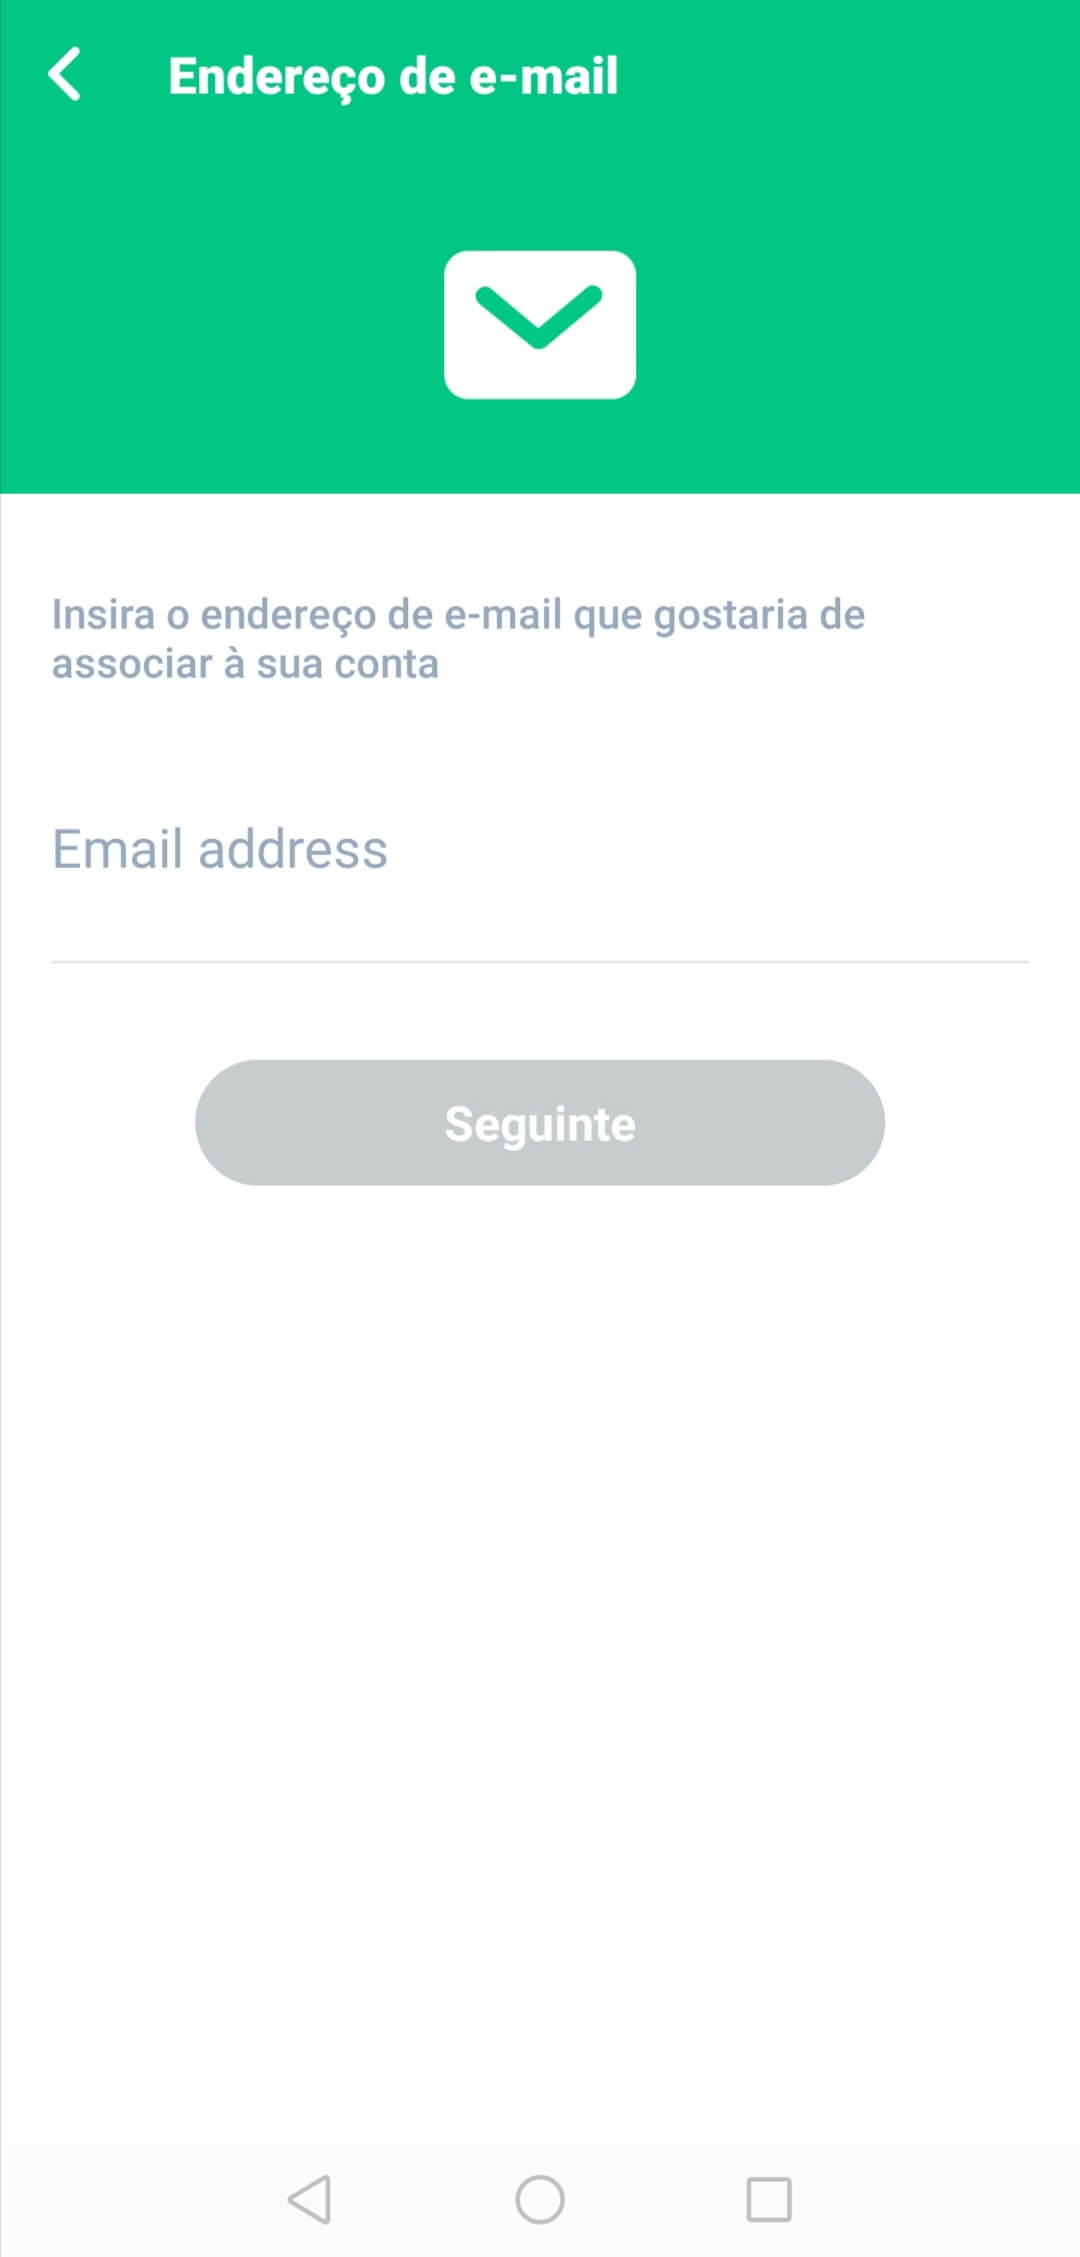 Endereço de e-mail
Insira o endereço de e-mail que gostaria de
associar à sua conta
Email address
Seguinte